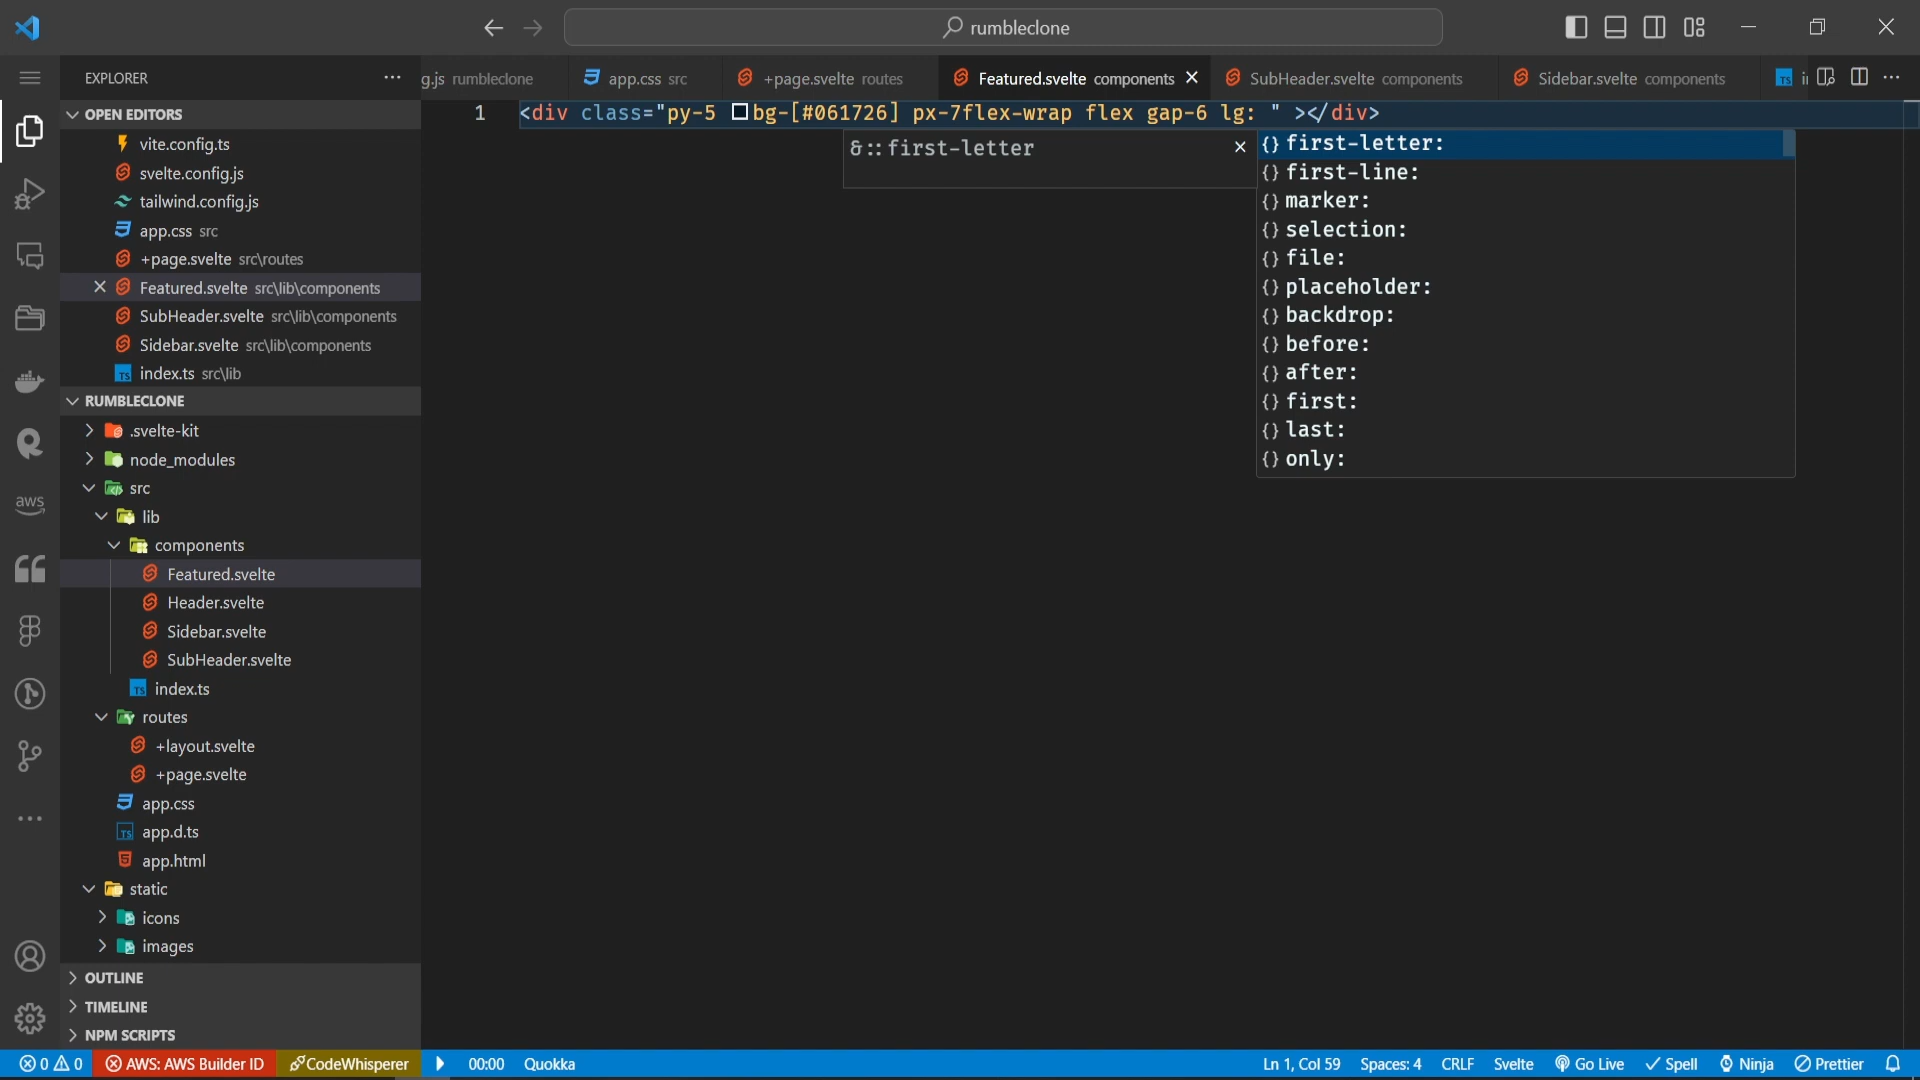 rumbleclone
EXPLORER
g.js rumbleclone
app.css src
+page.svelte routes
Featured.svelte components
SubHeader.svelte components
Sidebar.svelte components
OPEN EDITORS
vite.config.ts
svelte.config.js
tailwind.config.js
app.css src
+page.svelte src\routes
Featured.svelte src\lib\components
SubHeader.svelte src\lib\components
Sidebar.svelte src\lib\components
TS index.ts src\lib
RUMBLECLONE
.svelte-kit
node_modules
src
lib
components
Featured.svelte
Header.svelte
Sidebar.svelte
SubHeader.svelte
TS index.ts
routes
+layout.svelte
+page.svelte
app.css
TS app.d.ts
app.html
static
icons
images
OUTLINE
TIMELINE
NPM SCRIPTS
aws
1 <div class="py-5 bg-[#061726] px-7flex-wrap flex gap-6 lg: " ></div>
&::first-letter
{} first-letter:
{} first-line:
{} marker:
{} selection:
{} file:
{} placeholder:
{} backdrop:
{} before:
{} after:
{} first:
{} last:
{} only:
0 0 AWS: AWS Builder ID CodeWhisperer 00:00 Quokka Ln 1, Col 59 Spaces: 4 CRLF Svelte Go Live Spell Ninja Prettier